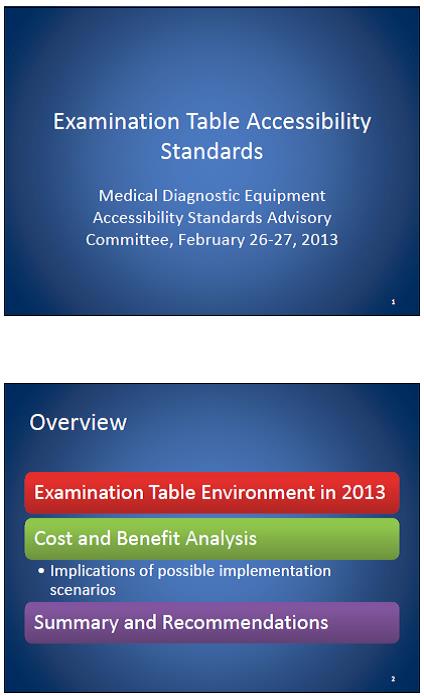 Examination Table Accessibility
Standards
Medical Diagnostic Equipment
Accessibility Standards Advisory
Committee, February 26-27, 2013
1
Overview
Examination Table Environment in 2013
Cost and Benefit Analysis
• Implications of possible implementation
scenarios
Summary and Recommendations
2